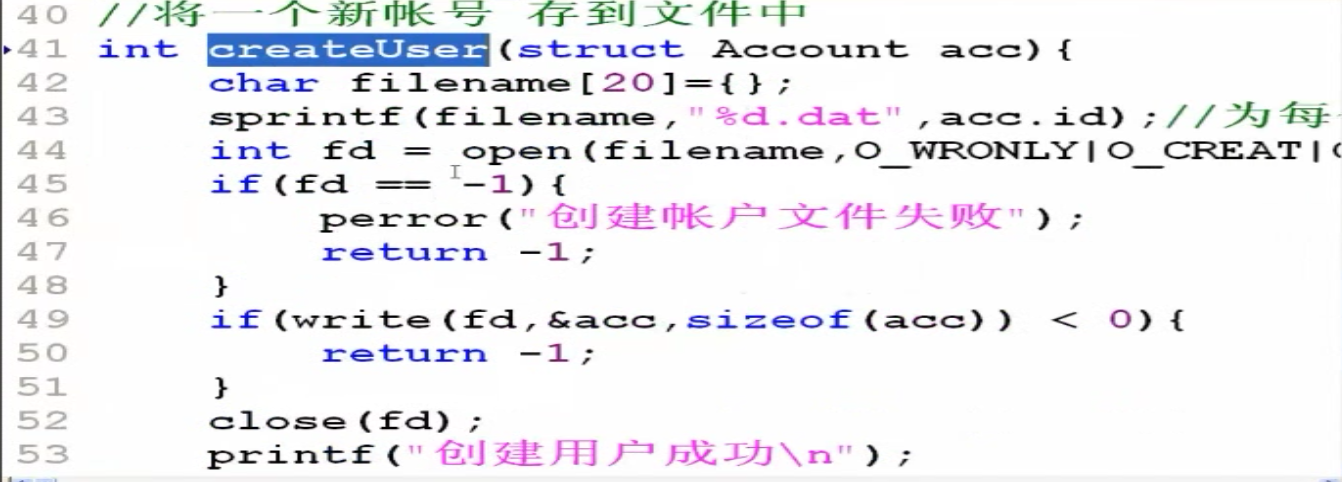 40 //将一个新帐号 存到文件中
41 int createUser(struct Account acc){
42 char filename[20]={};
43 sprintf(filename,"%d.dat",acc.id);//为每
44 int fd = open(filename,O_WRONLY|O_CREAT|
45 if(fd == -1){
46 perror("创建帐户文件失败");
47 return -1;
48 }
49 if(write(fd,&acc,sizeof(acc)) < 0){
50 return -1;
51 }
52 close(fd);
53 printf("创建用户成功\n");